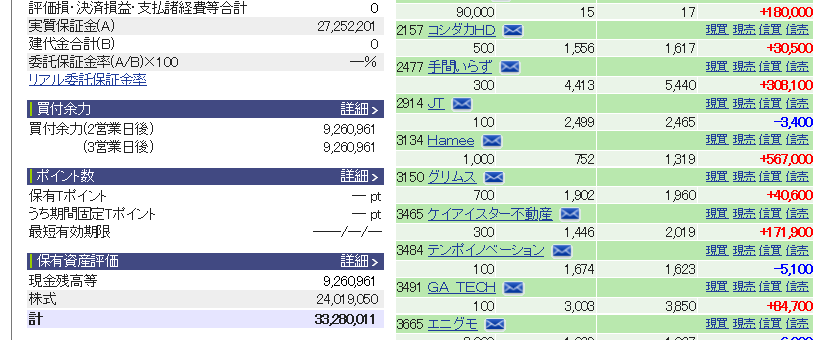 評価損・決済損益・支払諸経費等合計 0
実質保証金(A) 27,252,201
建代金合計(B) 0
委託保証金率(A/B)×100 ―%
リアル委託保証金率
買付余力 詳細>
買付余力(2営業日後) 9,260,961
(3営業日後) 9,260,961
ポイント数 詳細>
保有Tポイント ― pt
うち期間固定Tポイント ― pt
最短有効期限 ――/―/―
保有資産評価 詳細>
現金残高等 9,260,961
株式 24,019,050
計 33,280,011
90,000 15 17 +180,000
2157 コシダカHD 現買 現売 信買 信売
500 1,556 1,617 +30,500
2477 手間いらず 現買 現売 信買 信売
300 4,413 5,440 +308,100
2914 JT 現買 現売 信買 信売
100 2,499 2,465 -3,400
3134 Hamee 現買 現売 信買 信売
1,000 752 1,319 +567,000
3150 グリムス 現買 現売 信買 信売
700 1,902 1,960 +40,600
3465 ケイアイスター不動産 現買 現売 信買 信売
300 1,446 2,019 +171,900
3484 テンポイノベーション 現買 現売 信買 信売
100 1,674 1,623 -5,100
3491 GA TECH 現買 現売 信買 信売
100 3,003 3,850 +84,700
3665 エニグモ 現買 現売 信買 信売